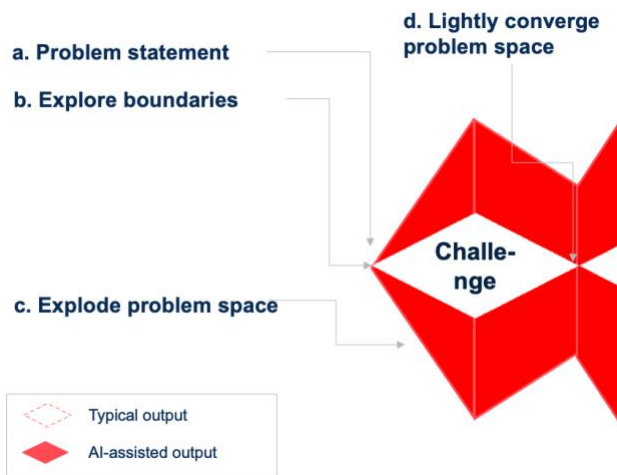 d. Lightly converge
problem space
a. Problem statement
b. Explore boundaries
Challe-
nge
c. Explode problem space
Typical output
AI-assisted output